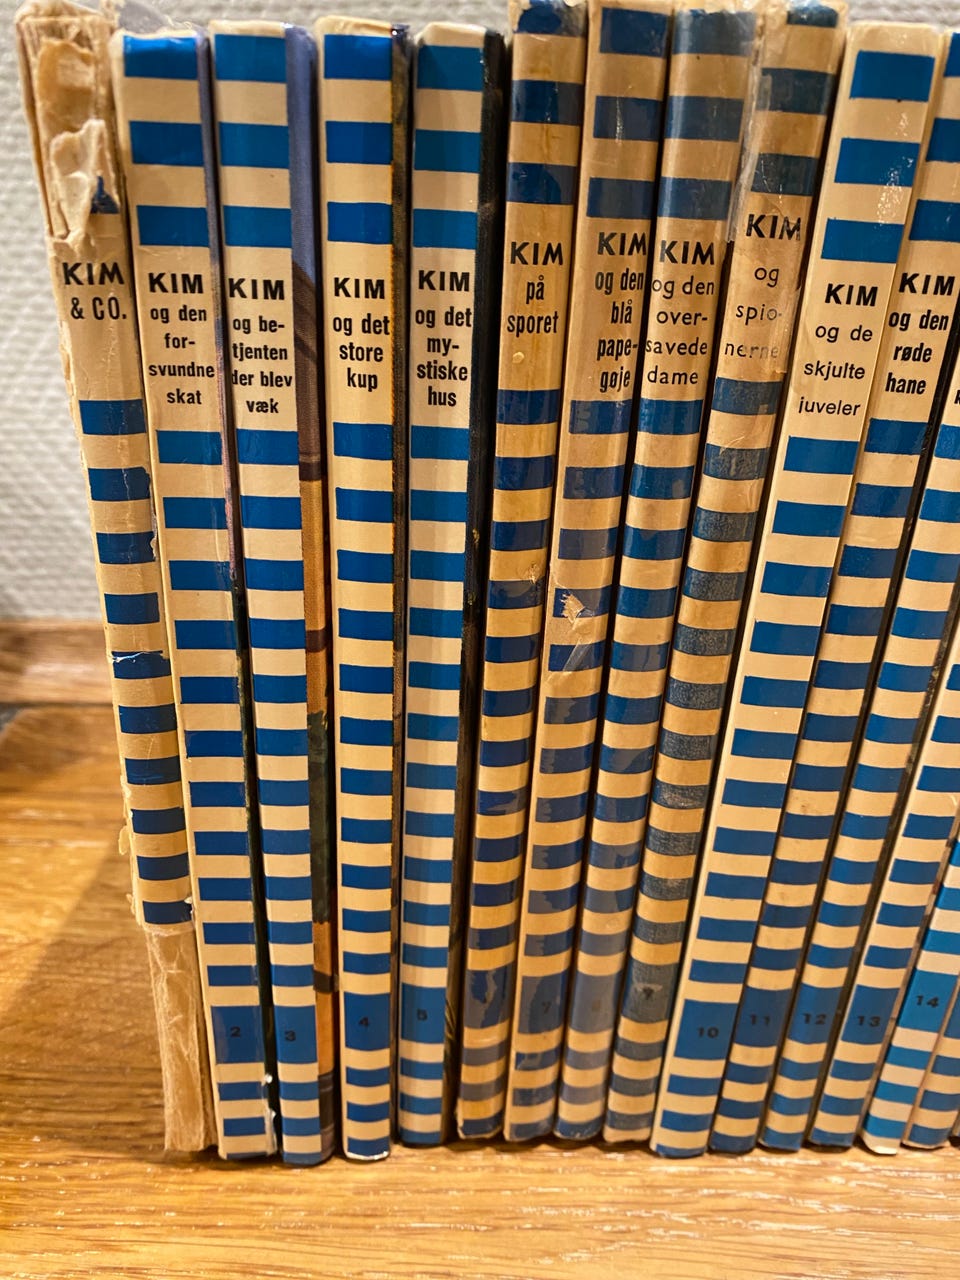 KIM
& CO.
KIM
og den
for-
svundne
skat
2
KIM
og be-
tjenten
der blev
væk
3
KIM
og det
store
kup
4
KIM
og det
my-
stiske
hus
5
KIM
på
sporet
KIM
og den
blå
pape-
gøje
7
KIM
og den
over-
savede
dame
8
KIM
og
spio-
nerne
9
KIM
og de
skjulte
juveler
10
KIM
og den
røde
hane
11
12
13
14